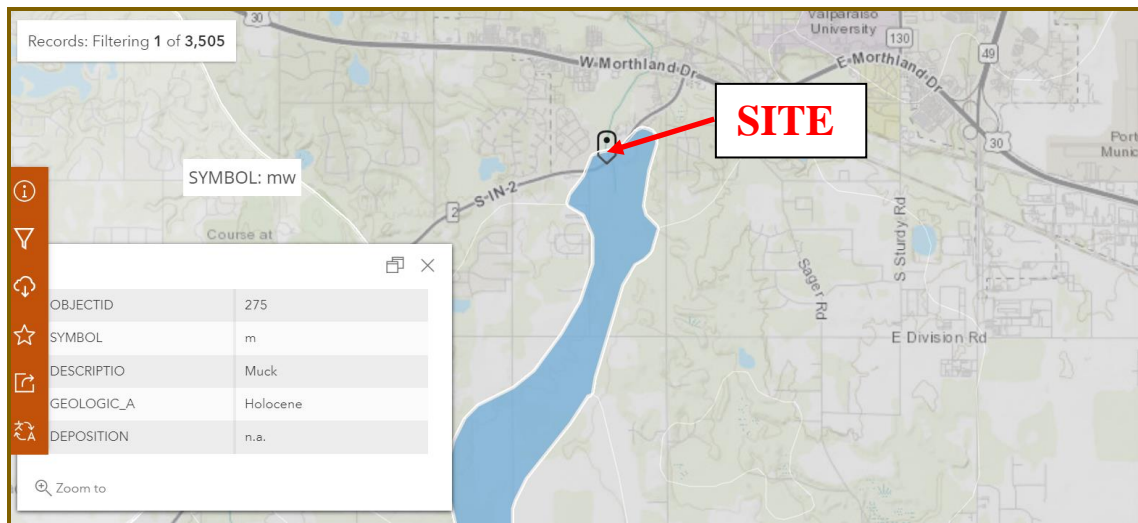 Records: Filtering 1 of 3,505
30
Valparaiso
University
130
49
W Morthland Dr
E Morthland Dr
SITE
30
Port
Munic
SYMBOL: mw
S-IN-2
2
Course at
S Sturdy Rd
Sager Rd
E Division Rd
OBJECTID 275
SYMBOL m
DESCRIPTIO Muck
GEOLOGIC_A Holocene
DEPOSITION n.a.
Zoom to